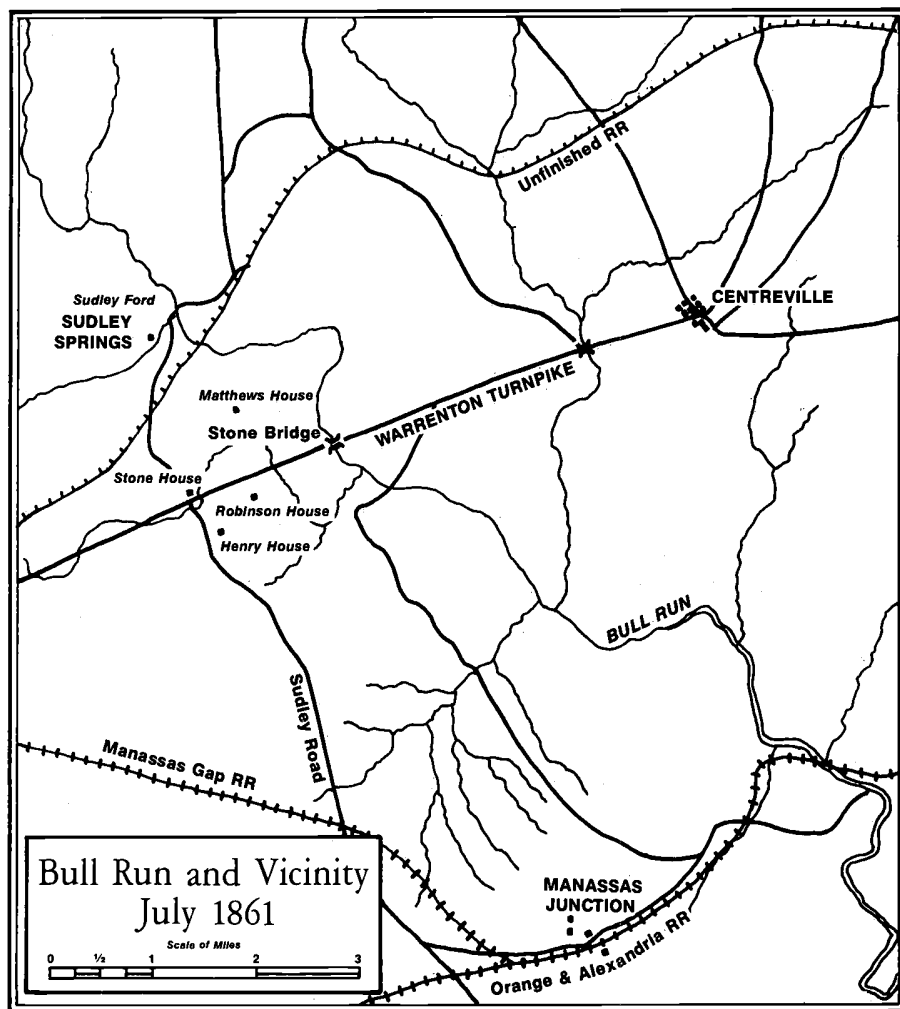 Unfinished RR
CENTREVILLE
Sudley Ford
SUDLEY
SPRINGS
Matthews House
Stone Bridge
WARRENTON TURNPIKE
Stone House
Robinson House
Henry House
BULL RUN
Sudley Road
Manassas Gap RR
MANASSAS
JUNCTION
Orange & Alexandria RR
Bull Run and Vicinity
July 1861
Scale of Miles
0 ½ 1 2 3